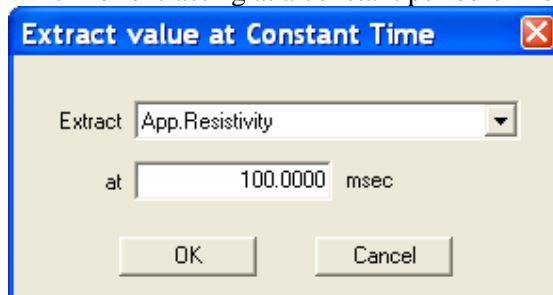 Extract value at Constant Time
Extract App.Resistivity
at 100.0000 msec
OK Cancel